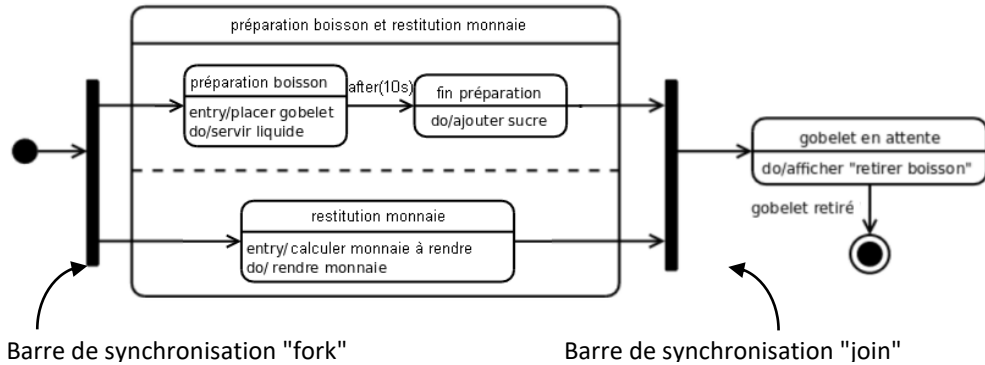 préparation boisson et restitution monnaie
préparation boisson
entry/placer gobelet
do/servir liquide
after(10s)
fin préparation
do/ajouter sucre
restitution monnaie
entry/ calculer monnaie à rendre
do/ rendre monnaie
gobelet en attente
do/afficher "retirer boisson"
gobelet retiré
Barre de synchronisation "fork"
Barre de synchronisation "join"